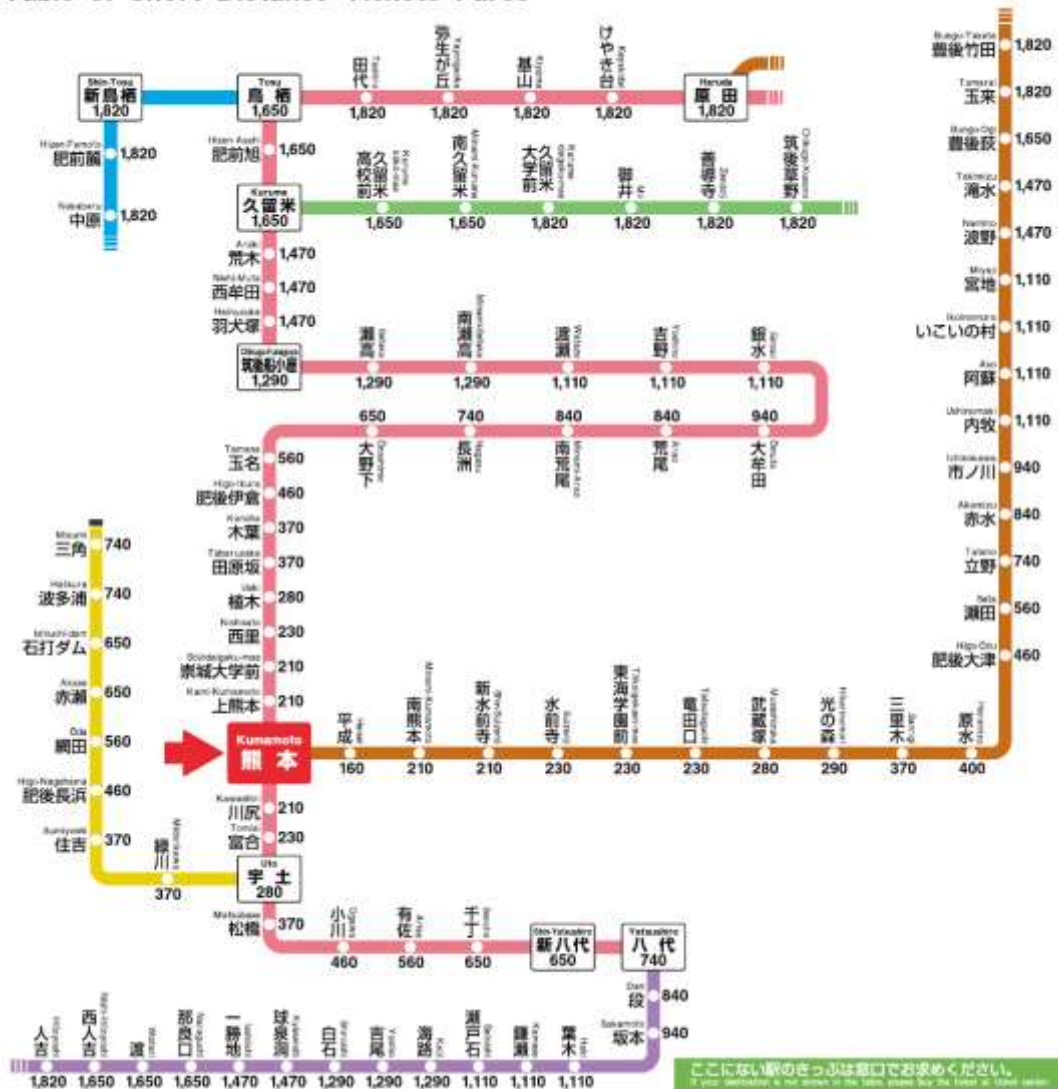 Table of Short Distance Tickets Fares
Shin-Tosu
新鳥栖
1,820
肥前麓 1,820
中原 1,820
Tosu
鳥栖
1,650
田代 1,820
弥生が丘 1,820
基山 1,820
けやき台 1,820
Haruda
原田
1,820
肥前旭 1,650
Kurume
久留米
1,650
久留米高校前 1,650
南久留米 1,650
久留米大学前 1,820
御井 1,820
善導寺 1,820
筑後草野 1,820
荒木 1,470
西牟田 1,470
羽犬塚 1,470
筑後船小屋
1,290
瀬高 1,290
南瀬高 1,290
渡瀬 1,110
吉野 1,110
銀水 1,110
大牟田 940
荒尾 840
南荒尾 840
長洲 740
大野下 650
玉名 560
肥後伊倉 460
木葉 370
田原坂 370
植木 280
西里 230
崇城大学前 210
上熊本 210
Kumamoto
熊本
平成 160
南熊本 210
新水前寺 210
水前寺 230
東海学園前 230
竜田口 230
武蔵塚 280
光の森 290
三里木 370
原水 400
肥後大津 460
瀬田 560
立野 740
赤水 840
市ノ川 940
内牧 1,110
阿蘇 1,110
いこいの村 1,110
宮地 1,110
波野 1,470
滝水 1,470
豊後荻 1,650
玉来 1,820
豊後竹田 1,820
川尻 210
富合 230
Uto
宇土
280
緑川 370
住吉 370
肥後長浜 460
網田 560
赤瀬 650
石打ダム 650
波多浦 740
三角 740
松橋 370
小川 460
有佐 560
千丁 650
Shin-Yatsushiro
新八代
650
Yatsushiro
八代
740
段 840
坂本 940
葉木 1,110
鎌瀬 1,110
瀬戸石 1,110
海路 1,290
吉尾 1,290
白石 1,290
球泉洞 1,470
一勝地 1,470
那良口 1,650
渡 1,650
西人吉 1,650
人吉 1,820
ここにない駅のきっぷは窓口でお求めください。